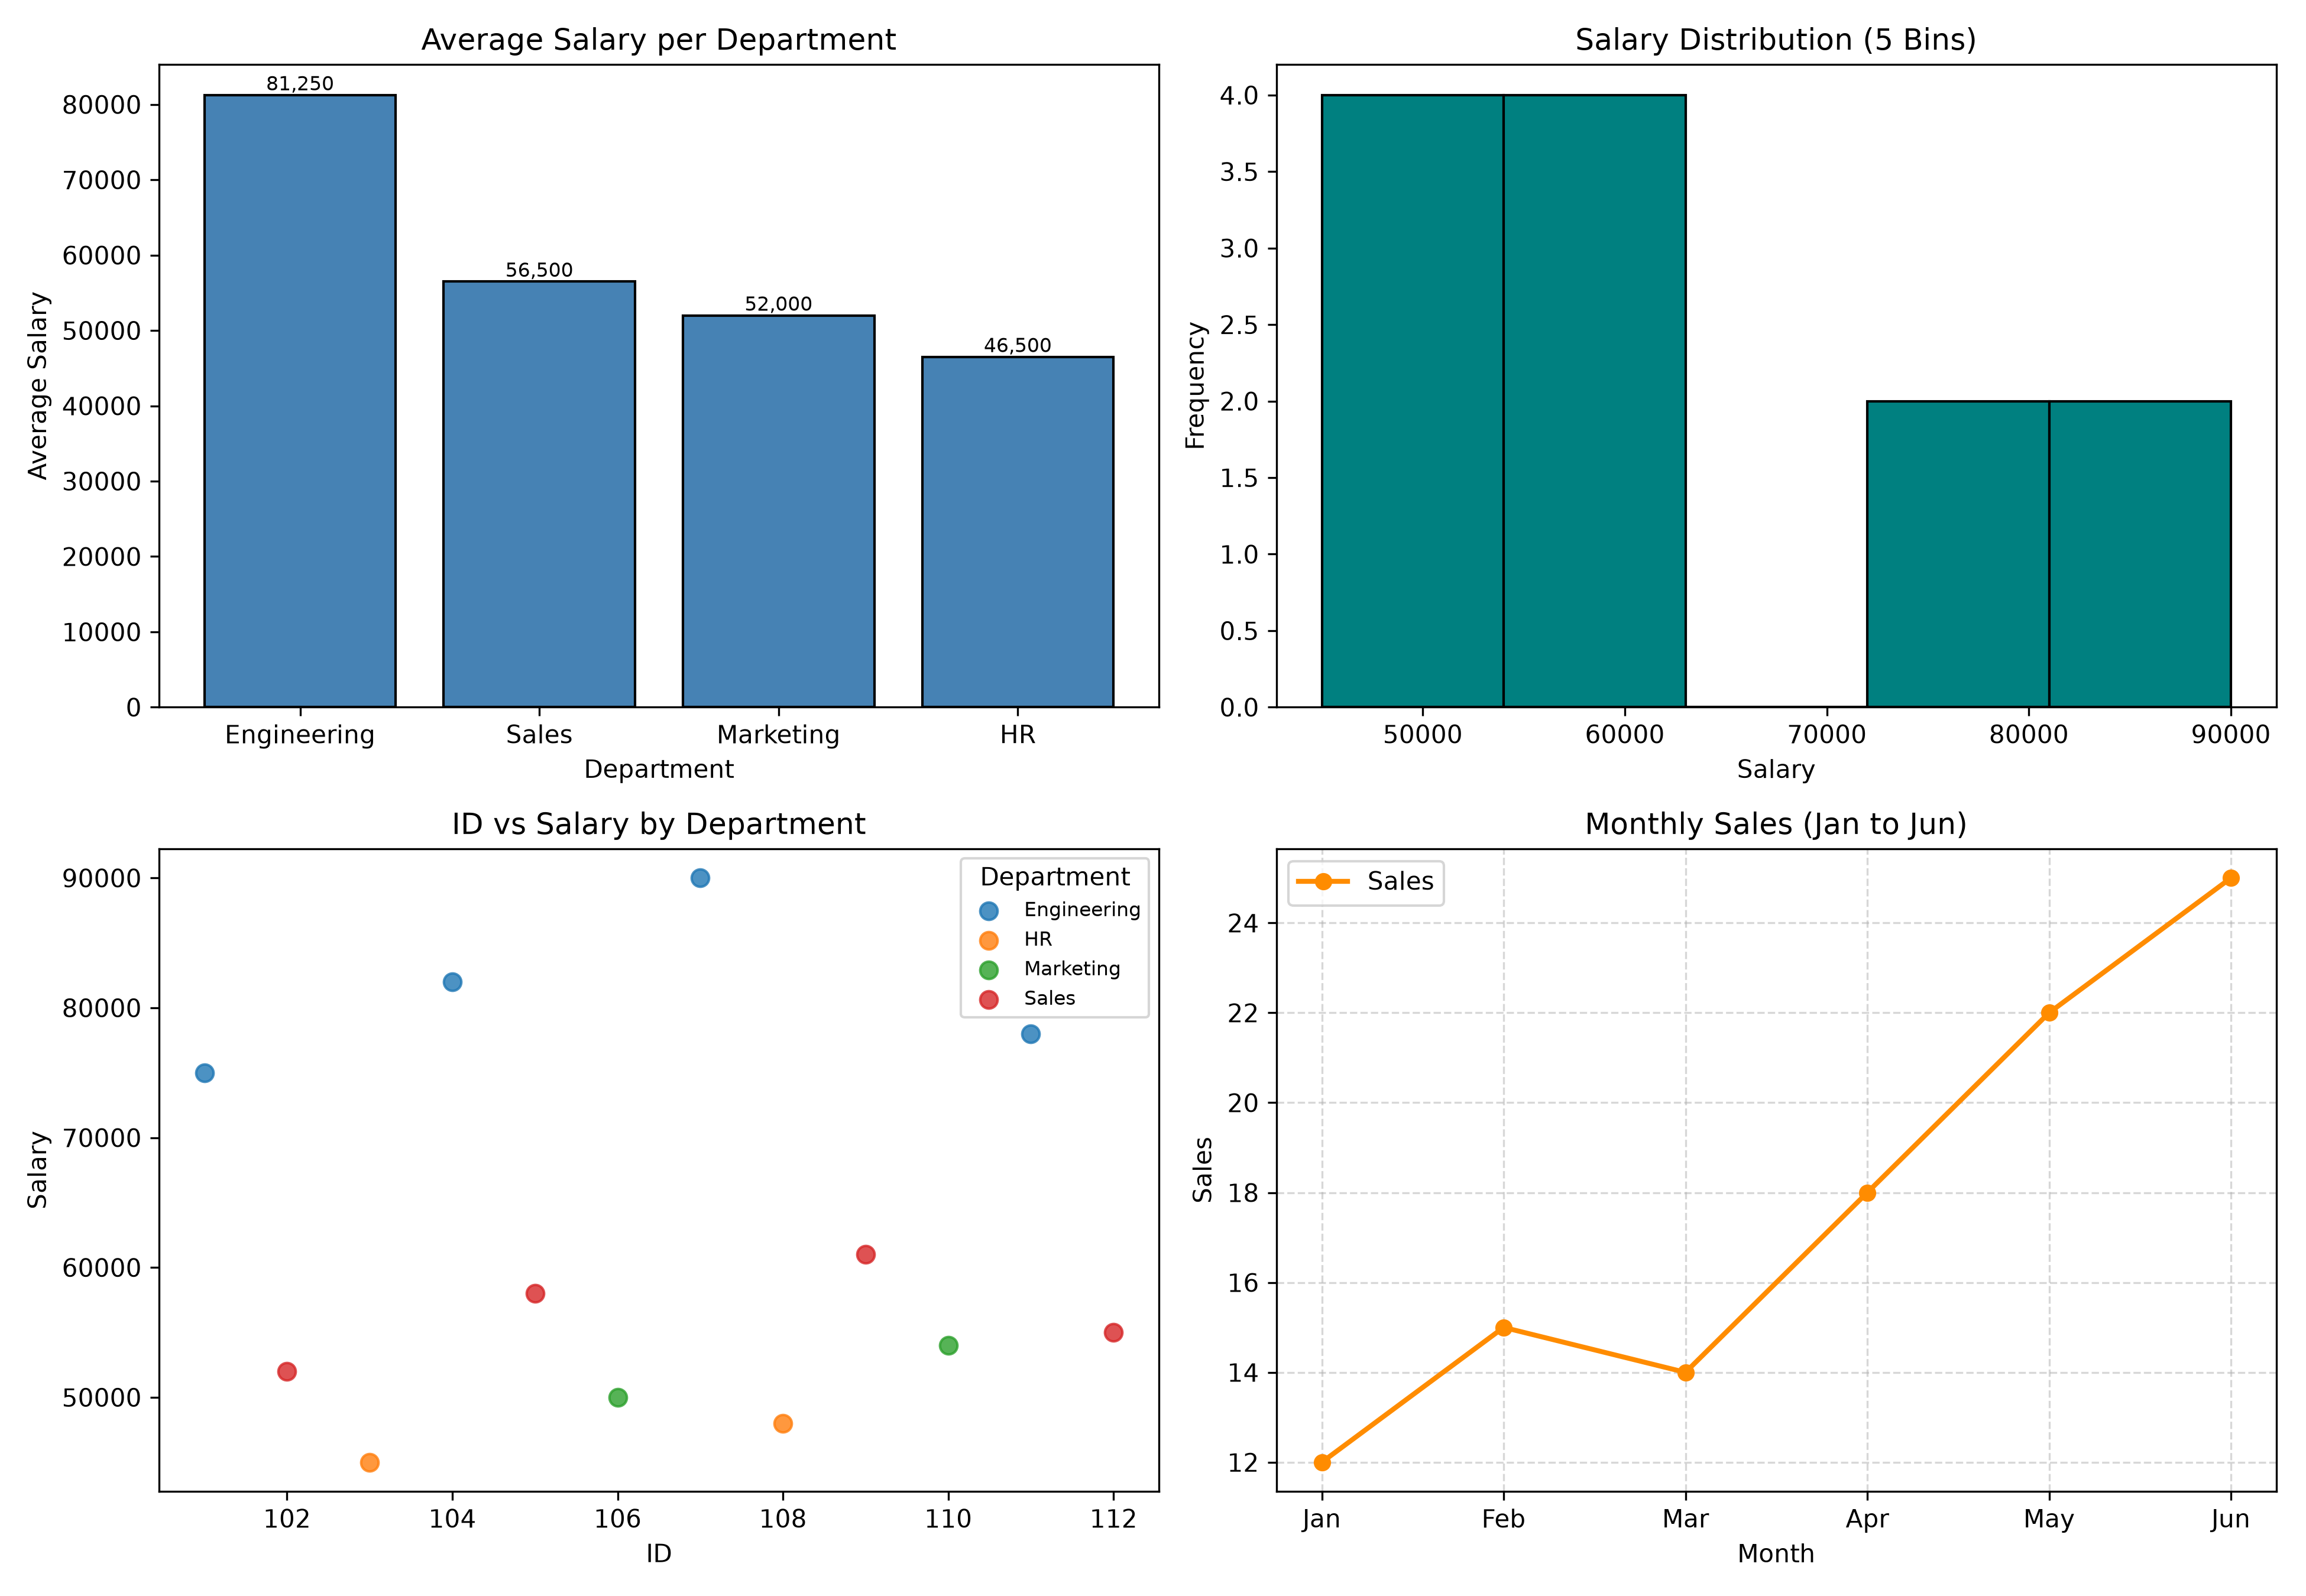 Average Salary per Department
81,250
56,500
52,000
46,500
80000
70000
60000
50000
40000
30000
20000
10000
0
Average Salary
Engineering Sales Marketing HR
Department
Salary Distribution (5 Bins)
4.0
3.5
3.0
2.5
2.0
1.5
1.0
0.5
0.0
Frequency
50000 60000 70000 80000 90000
Salary
ID vs Salary by Department
90000
80000
70000
60000
50000
Salary
Department
Engineering
HR
Marketing
Sales
102 104 106 108 110 112
ID
Monthly Sales (Jan to Jun)
Sales
24
22
20
18
16
14
12
Sales
Jan Feb Mar Apr May Jun
Month